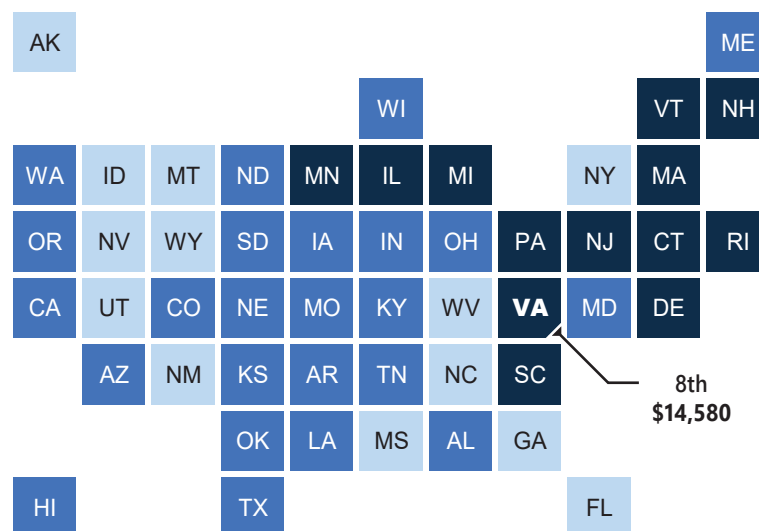 AK ME
WI VT NH
WA ID MT ND MN IL MI NY MA
OR NV WY SD IA IN OH PA NJ CT RI
CA UT CO NE MO KY WV VA MD DE
AZ NM KS AR TN NC SC
8th
$14,580
OK LA MS AL GA
HI TX FL